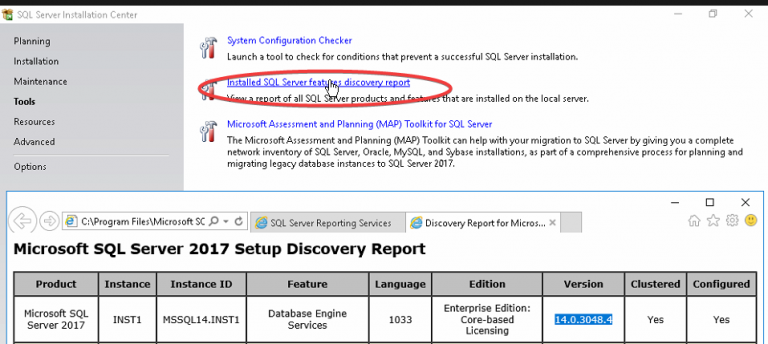 SQL Server Installation Center
Planning
Installation
Maintenance
Tools
Resources
Advanced
Options
System Configuration Checker
Launch a tool to check for conditions that prevent a successful SQL Server installation.
Installed SQL Server features discovery report
View a report of all SQL Server products and features that are installed on the local server.
Microsoft Assessment and Planning (MAP) Toolkit for SQL Server
The Microsoft Assessment and Planning (MAP) Toolkit can help with your migration to SQL Server by giving you a complete
network inventory of SQL Server, Oracle, MySQL, and Sybase installations, as part of a comprehensive process for planning and
migrating legacy database instances to SQL Server 2017.
C:\Program Files\Microsoft SC
SQL Server Reporting Services
Discovery Report for Micros...
Microsoft SQL Server 2017 Setup Discovery Report
Product Instance Instance ID Feature Language Edition Version Clustered Configured
Microsoft SQL Server 2017 INST1 MSSQL14.INST1 Database Engine Services 1033 Enterprise Edition: Core-based Licensing 14.0.3048.4 Yes Yes